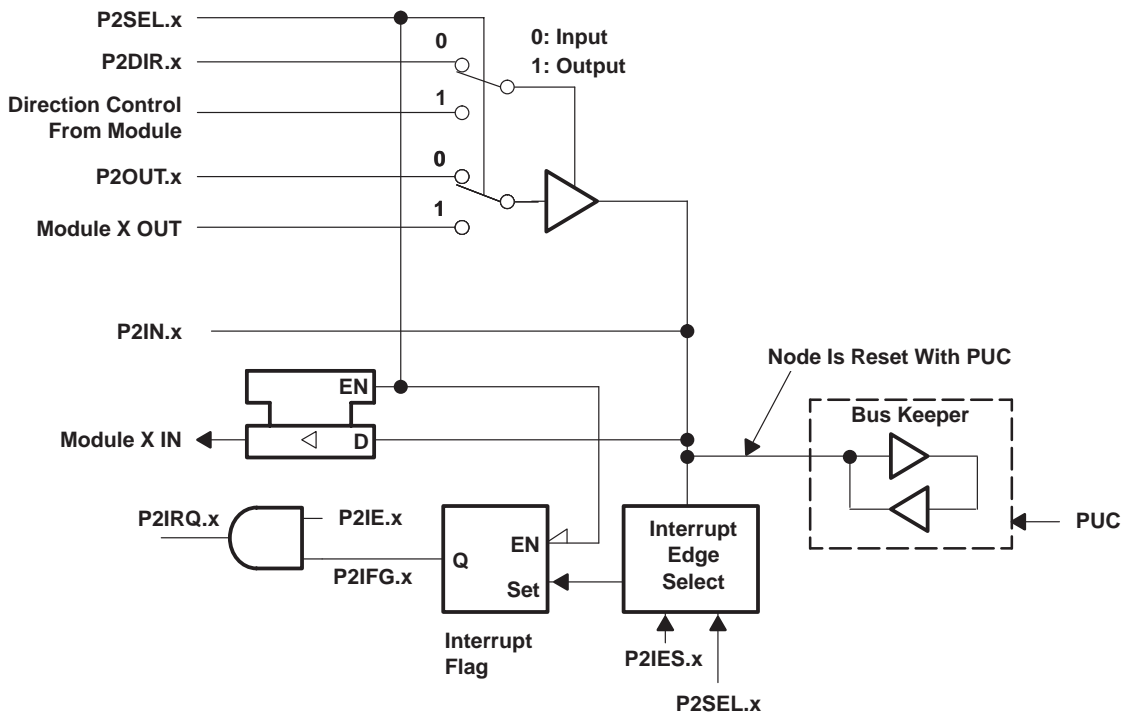 P2SEL.x
0
0: Input
1: Output
P2DIR.x
Direction Control
From Module
1
0
P2OUT.x
1
Module X OUT
P2IN.x
Node Is Reset With PUC
EN
Bus Keeper
Module X IN
D
P2IRQ.x
P2IE.x
PUC
P2IFG.x
Q
EN
Set
Interrupt
Edge
Select
Interrupt
Flag
P2IES.x
P2SEL.x